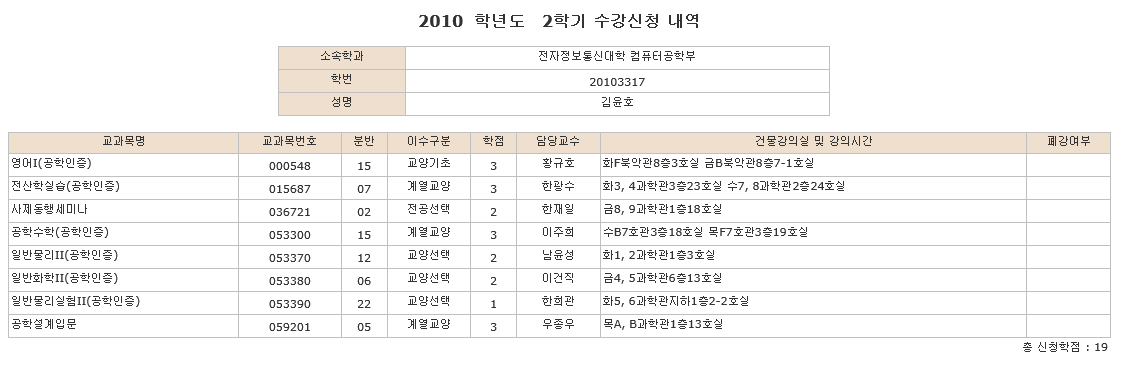 2010 학년도 2학기 수강신청 내역
소속학과 전자정보통신대학 컴퓨터공학부
학번 20103317
성명 김윤호
교과목명 교과목번호 분반 이수구분 학점 담당교수 건물강의실 및 강의시간 폐강여부
영어I(공학인증) 000548 15 교양기초 3 황규호 화F북악관8층3호실 금B북악관8층7-1호실
전산학실습(공학인증) 015687 07 계열교양 3 한광수 화3, 4과학관3층23호실 수7, 8과학관2층24호실
사제동행세미나 036721 02 전공선택 2 한재일 금8, 9과학관1층18호실
공학수학(공학인증) 053300 15 계열교양 3 이주희 수B7호관3층18호실 목F7호관3층19호실
일반물리II(공학인증) 053370 12 교양선택 2 남윤성 화1, 2과학관1층3호실
일반화학II(공학인증) 053380 06 교양선택 2 이건직 금4, 5과학관6층13호실
일반물리실험II(공학인증) 053390 22 교양선택 1 한희관 화5, 6과학관지하1층2-2호실
공학설계입문 059201 05 계열교양 3 우종우 목A, B과학관1층13호실
총 신청학점 : 19